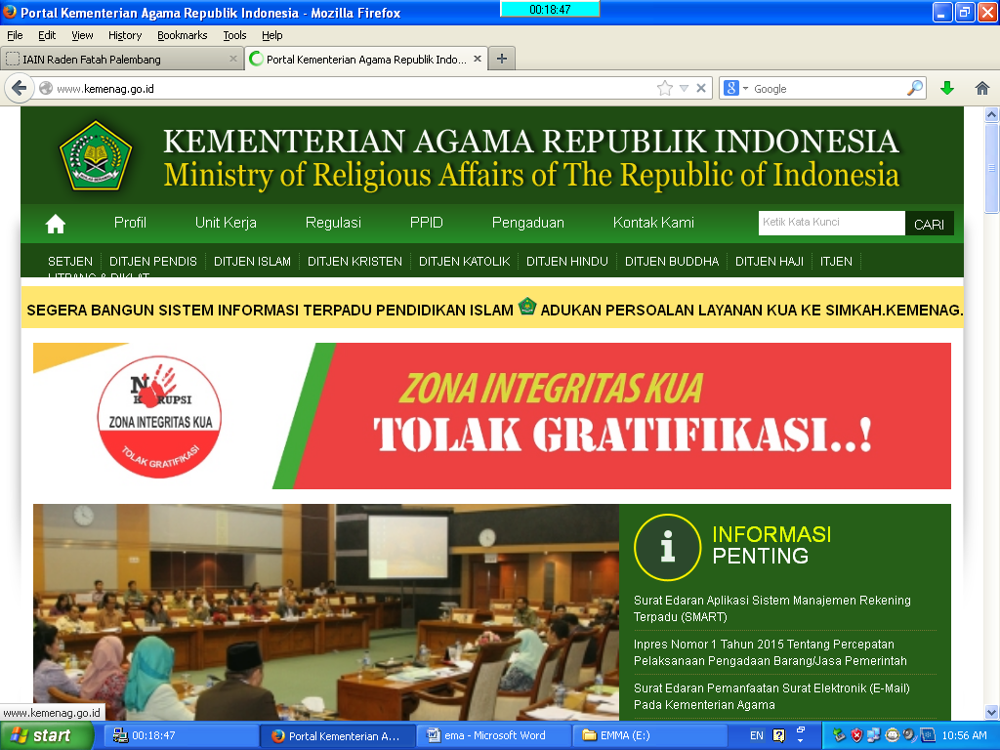 Portal Kementerian Agama Republik Indonesia - Mozilla Firefox
00:18:47
File Edit View History Bookmarks Tools Help
IAIN Raden Fatah Palembang
Portal Kementerian Agama Republik Indo...
www.kemenag.go.id
Google
KEMENTERIAN AGAMA REPUBLIK INDONESIA
Ministry of Religious Affairs of The Republic of Indonesia
Profil Unit Kerja Regulasi PPID Pengaduan Kontak Kami
Ketik Kata Kunci
CARI
SETJEN DITJEN PENDIS DITJEN ISLAM DITJEN KRISTEN DITJEN KATOLIK DITJEN HINDU DITJEN BUDDHA DITJEN HAJI ITJEN
LITBANG & DIKLAT
SEGERA BANGUN SISTEM INFORMASI TERPADU PENDIDIKAN ISLAM ADUKAN PERSOALAN LAYANAN KUA KE SIMKAH.KEMENAG.
N
KORUPSI
ZONA INTEGRITAS KUA
TOLAK GRATIFIKASI
ZONA INTEGRITAS KUA
TOLAK GRATIFIKASI..!
INFORMASI
PENTING
Surat Edaran Aplikasi Sistem Manajemen Rekening
Terpadu (SMART)
Inpres Nomor 1 Tahun 2015 Tentang Percepatan
Pelaksanaan Pengadaan Barang/Jasa Pemerintah
Surat Edaran Pemanfaatan Surat Elektronik (E-Mail)
Pada Kementerian Agama
www.kemenag.go.id
start
00:18:47
Portal Kementerian A...
ema - Microsoft Word
EMMA (E:)
EN
10:56 AM